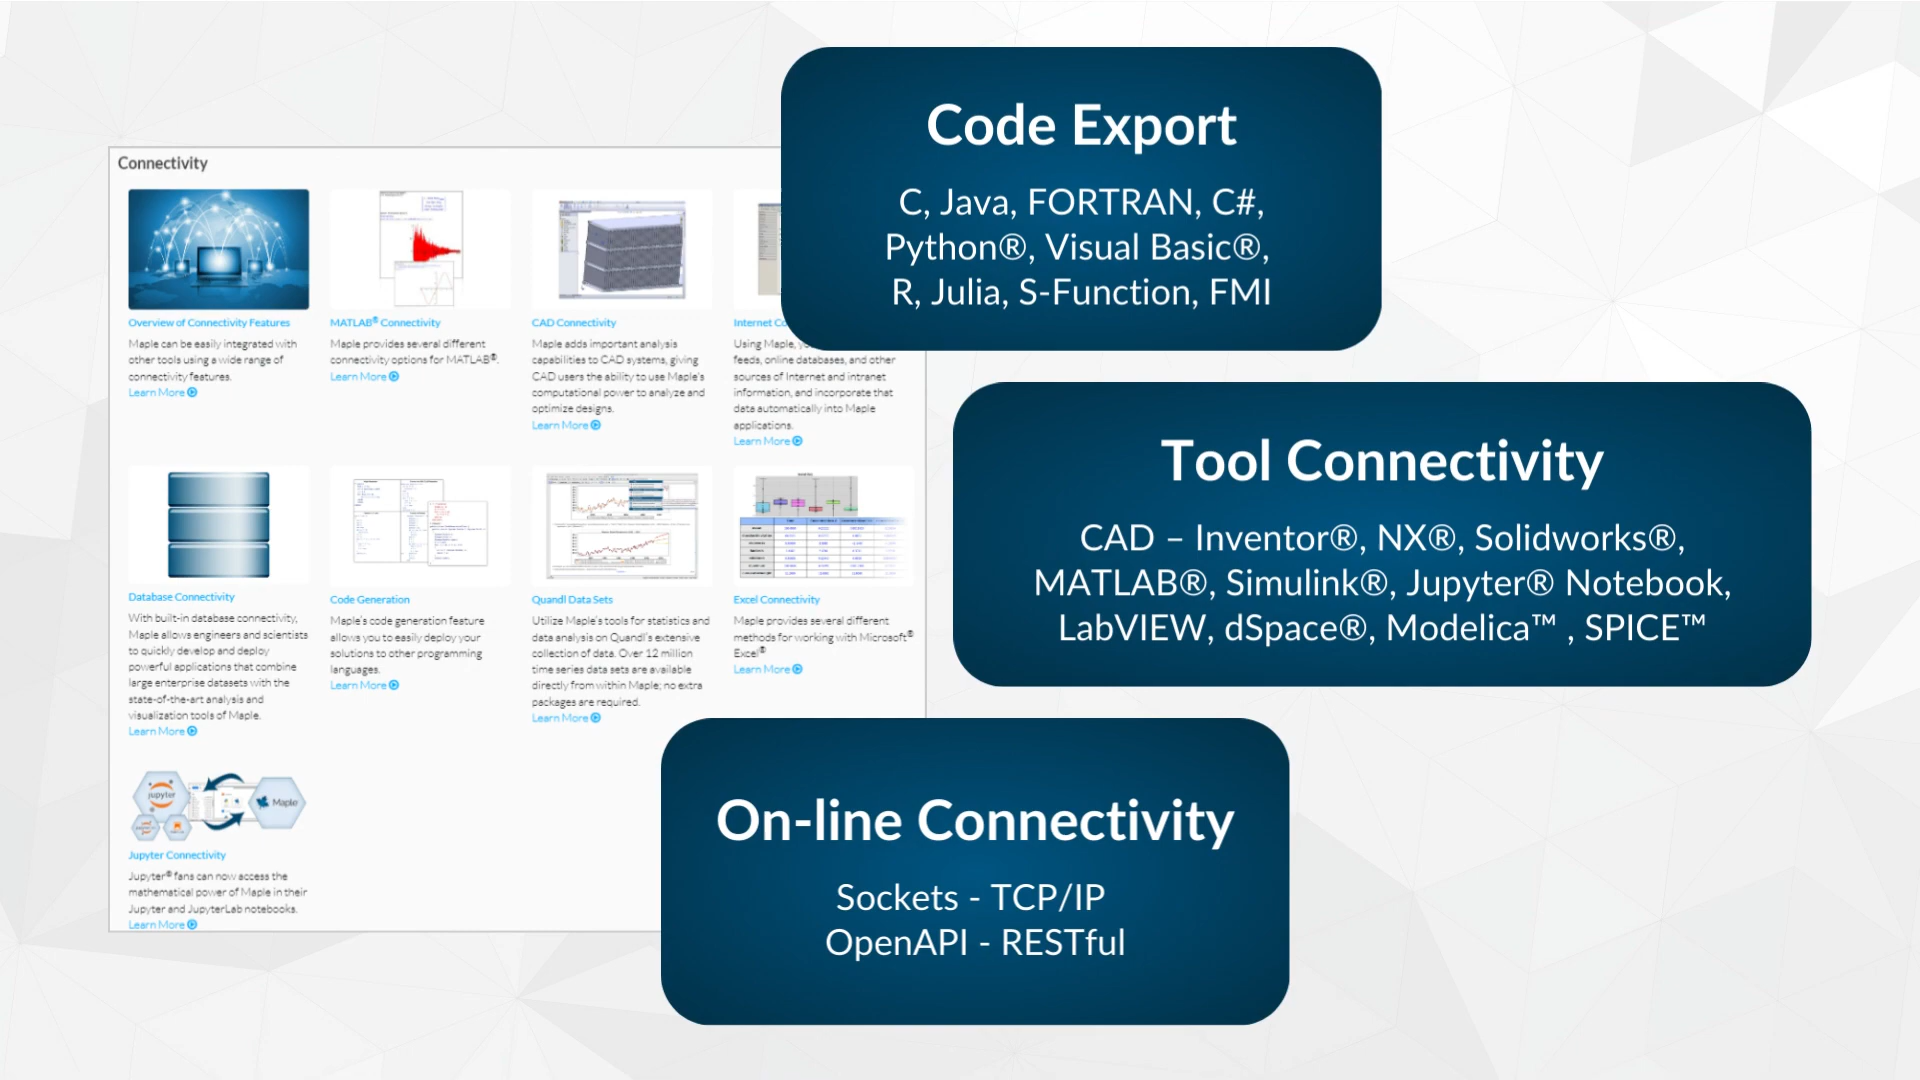 Connectivity
Overview of Connectivity Features
Maple can be easily integrated with
other tools using a wide range of
connectivity features.
Learn More
MATLAB® Connectivity
Maple provides several different
connectivity options for MATLAB®.
Learn More
CAD Connectivity
Maple adds important analysis
capabilities to CAD systems, giving
CAD users the ability to use Maple's
computational power to analyze and
optimize designs.
Learn More
Internet
Using Maple,
feeds, online databases, and other
sources of Internet and intranet
information, and incorporate that
data automatically into Maple
applications.
Learn More
Database Connectivity
With built-in database connectivity,
Maple allows engineers and scientists
to quickly develop and deploy
powerful applications that combine
large enterprise datasets with the
state-of-the-art analysis and
visualization tools of Maple.
Learn More
Code Generation
Maple's code generation feature
allows you to easily deploy your
solutions to other programming
languages.
Learn More
Quandl Data Sets
Utilize Maple's tools for statistics and
data analysis on Quandl's extensive
collection of data. Over 12 million
time series data sets are available
directly from within Maple; no extra
packages are required.
Learn More
Excel Connectivity
Maple provides several different
methods for working with Microsoft®
Excel®
Learn More
jupyter
Maple
Jupyter Connectivity
Jupyter® fans can now access the
mathematical power of Maple in their
Jupyter and JupyterLab notebooks.
Learn More
Code Export
C, Java, FORTRAN, C#,
Python®, Visual Basic®,
R, Julia, S-Function, FMI
Tool Connectivity
CAD – Inventor®, NX®, Solidworks®,
MATLAB®, Simulink®, Jupyter® Notebook,
LabVIEW, dSpace®, Modelica™ , SPICE™
On-line Connectivity
Sockets - TCP/IP
OpenAPI - RESTful